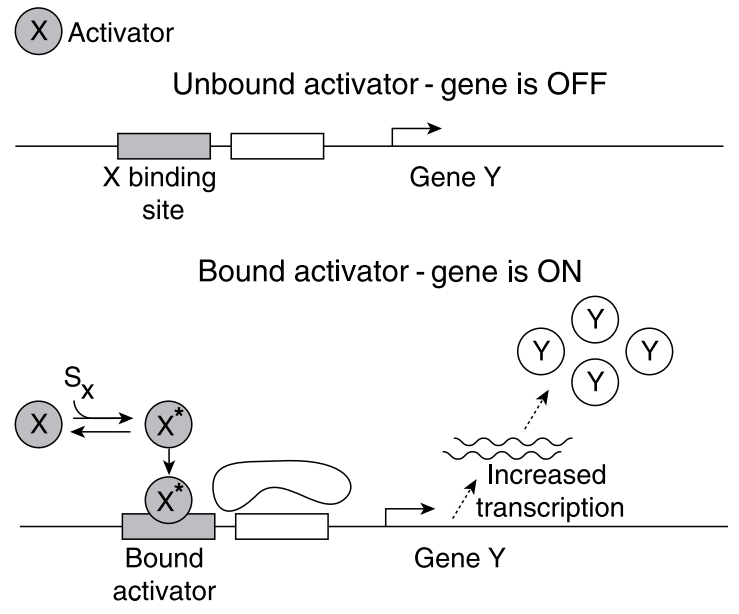 X Activator
Unbound activator - gene is OFF
X binding
site
Gene Y
Bound activator - gene is ON
Y
Y
Y
Y
Sx
X
X*
X*
Increased
transcription
Bound
activator
Gene Y